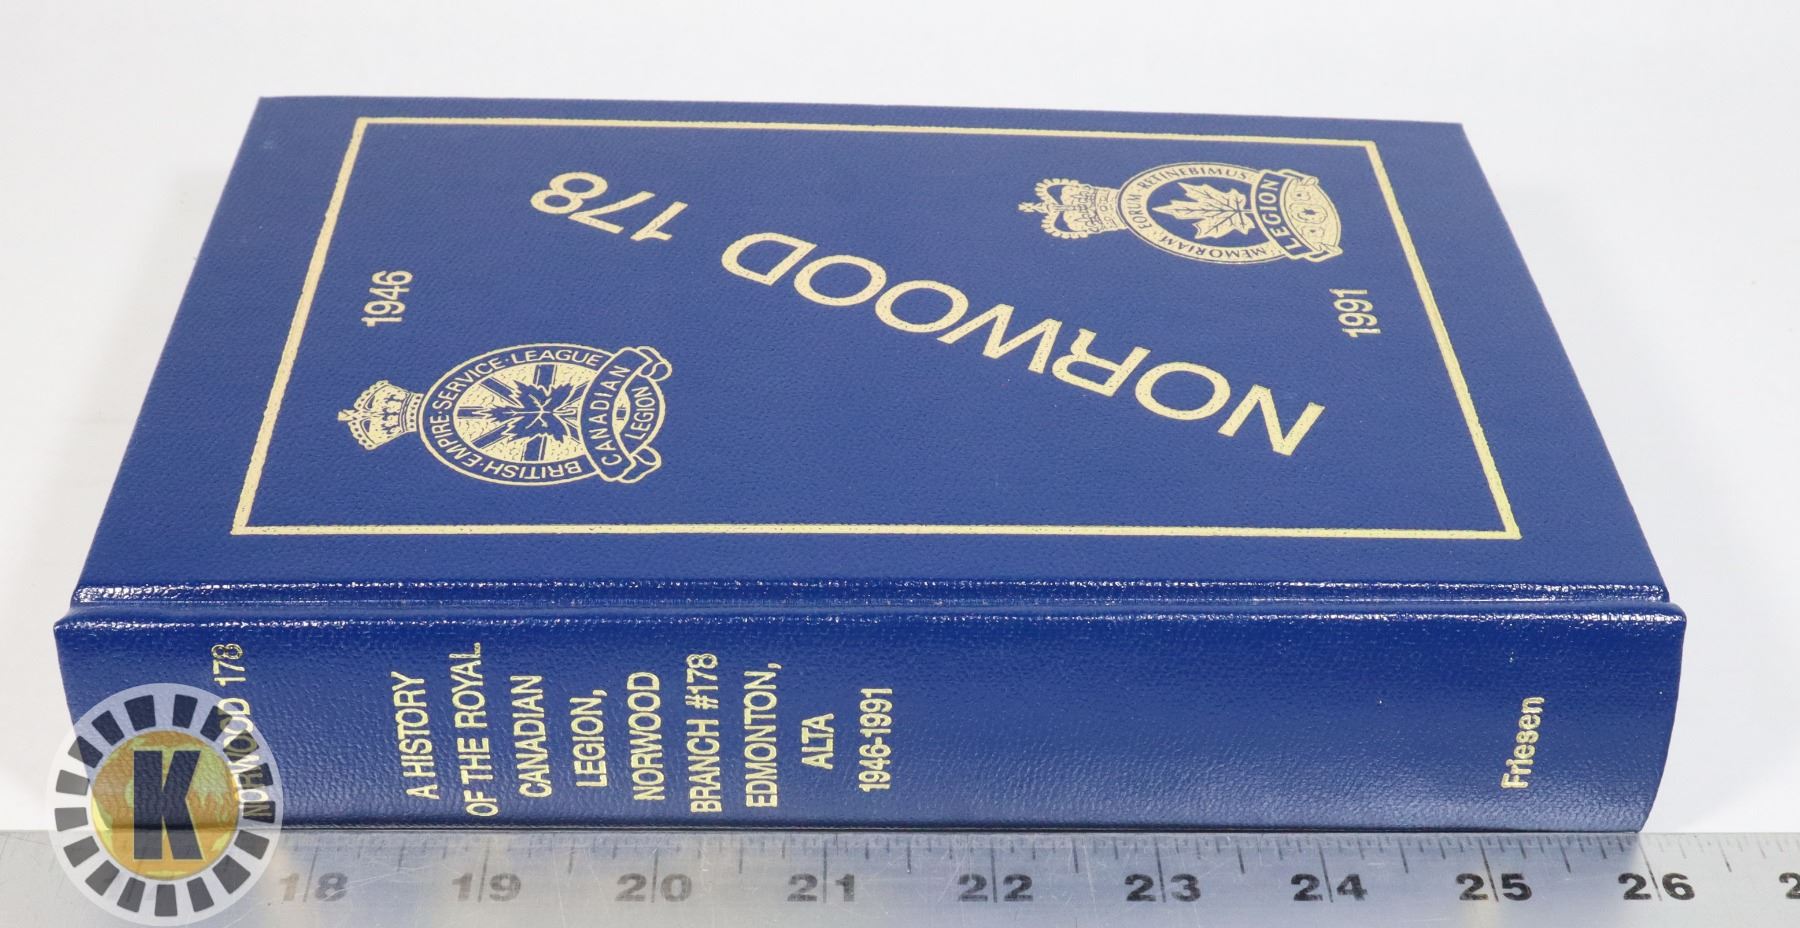 1946
BRITISH·EMPIRE·SERVICE·LEAGUE
CANADIAN
LEGION
NORWOOD 178
MEMORIAM EORUM RETINEBIMUS
LEGION
1991
NORWOOD 178
A HISTORY
OF THE ROYAL
CANADIAN
LEGION,
NORWOOD
BRANCH #178
EDMONTON,
ALTA
1946-1991
Friesen
K
18 19 20 21 22 23 24 25 26